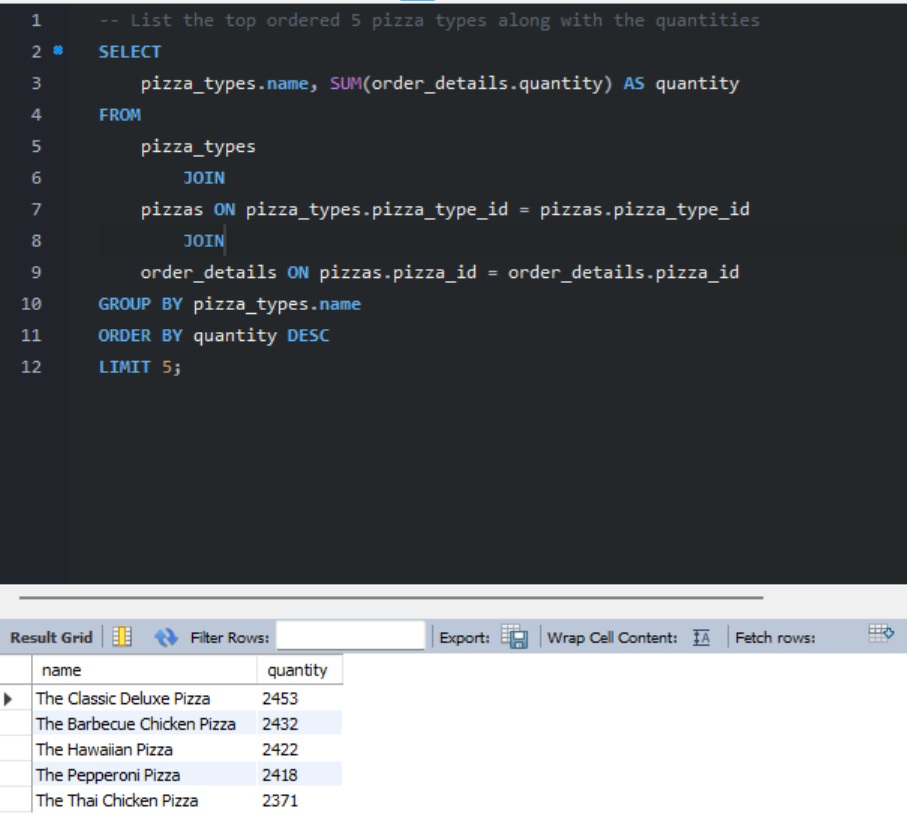 1 -- List the top ordered 5 pizza types along with the quantities
2 SELECT
3 pizza_types.name, SUM(order_details.quantity) AS quantity
4 FROM
5 pizza_types
6 JOIN
7 pizzas ON pizza_types.pizza_type_id = pizzas.pizza_type_id
8 JOIN
9 order_details ON pizzas.pizza_id = order_details.pizza_id
10 GROUP BY pizza_types.name
11 ORDER BY quantity DESC
12 LIMIT 5;
Result Grid Filter Rows: Export: Wrap Cell Content: Fetch rows:
name quantity
The Classic Deluxe Pizza 2453
The Barbecue Chicken Pizza 2432
The Hawaiian Pizza 2422
The Pepperoni Pizza 2418
The Thai Chicken Pizza 2371